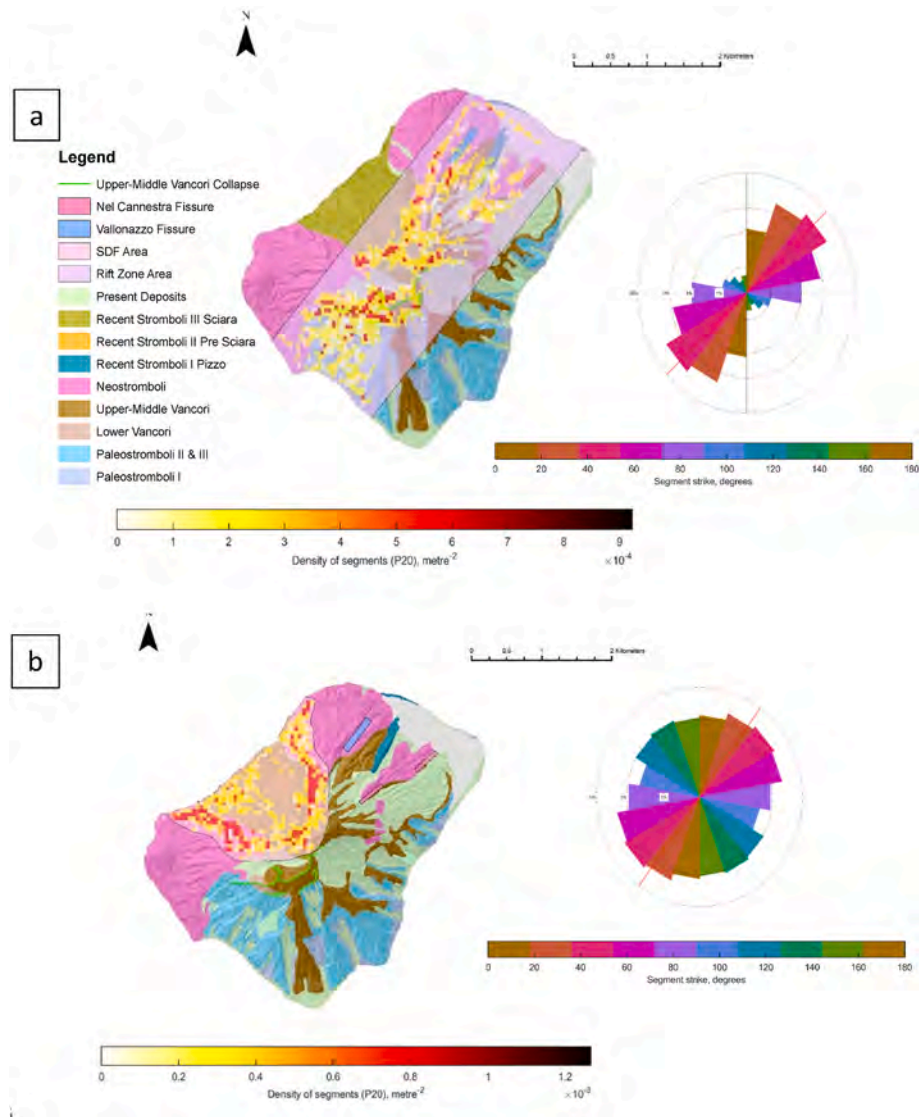 N
0 0.5 1 2 Kilometers
a
Legend
Upper-Middle Vancori Collapse
Nel Cannestra Fissure
Vallonazzo Fissure
SDF Area
Rift Zone Area
Present Deposits
Recent Stromboli III Sciara
Recent Stromboli II Pre Sciara
Recent Stromboli I Pizzo
Neostromboli
Upper-Middle Vancori
Lower Vancori
Paleostromboli II & III
Paleostromboli I
0 20 40 60 80 100 120 140 160 180
Segment strike, degrees
0 1 2 3 4 5 6 7 8 9
Density of segments (P20), metre⁻²
×10⁻⁴
b
0 0.5 1 2 Kilometers
0 20 40 60 80 100 120 140 160 180
Segment strike, degrees
0 0.2 0.4 0.6 0.8 1 1.2
Density of segments (P20), metre⁻²
×10⁻³